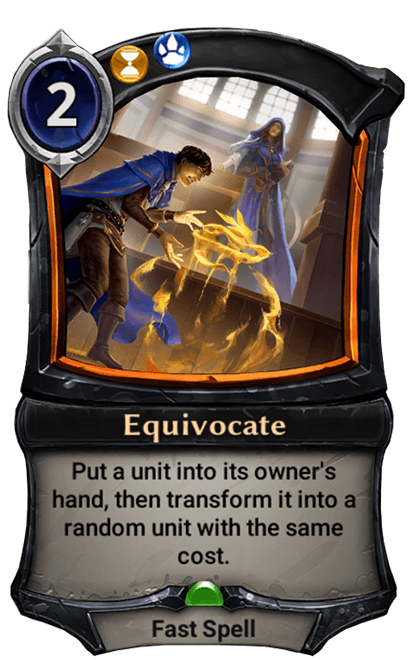 2
Equivocate
Put a unit into its owner's
hand, then transform it into a
random unit with the same
cost.
Fast Spell